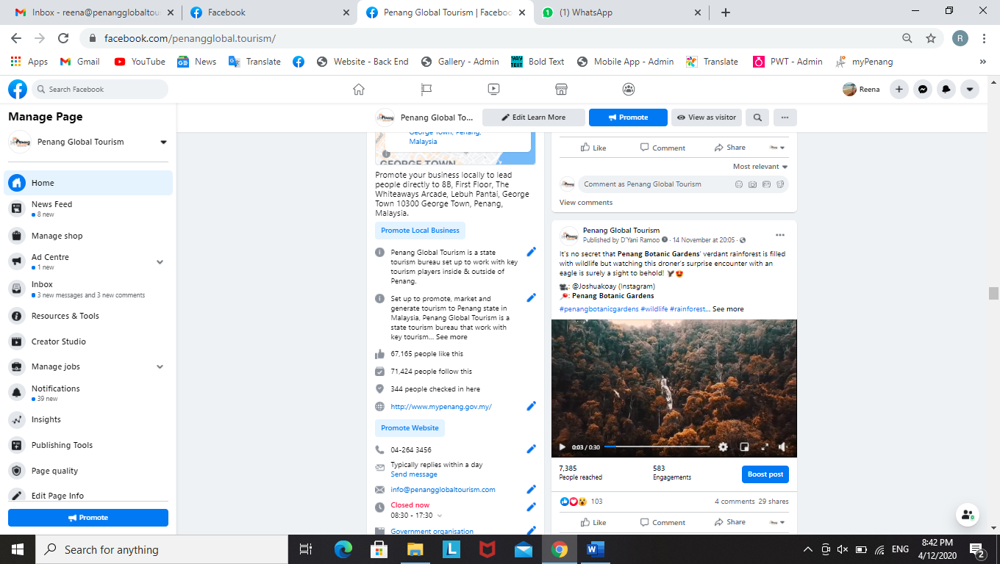 Inbox - reena@penangglobaltou
Facebook
Penang Global Tourism | Faceboo
(1) WhatsApp
facebook.com/penangglobal.tourism/
R
Apps
Gmail
YouTube
News
Translate
Website - Back End
Gallery - Admin
Bold Text
Mobile App - Admin
Translate
PWT - Admin
myPenang
Search Facebook
Reena
Manage Page
Penang Global Tourism
Home
News Feed
8 new
Manage shop
Ad Centre
1 new
Inbox
3 new messages and 3 new comments
Resources & Tools
Creator Studio
Manage jobs
Notifications
39 new
Insights
Publishing Tools
Page quality
Edit Page Info
Promote
Penang Global To...
Edit Learn More
Promote
View as visitor
George Town, Penang,
Malaysia
GEORGE TOWN
Promote your business locally to lead
people directly to 8B, First Floor, The
Whiteaways Arcade, Lebuh Pantai, George
Town 10300 George Town, Penang,
Malaysia.
Promote Local Business
Penang Global Tourism is a state
tourism bureau set up to work with key
tourism players inside & outside of
Penang.
Set up to promote, market and
generate tourism to Penang state in
Malaysia, Penang Global Tourism is a
state tourism bureau that work with
key tourism... See more
67,165 people like this
71,424 people follow this
344 people checked in here
http://www.mypenang.gov.my/
Promote Website
04-264 3456
Typically replies within a day
Send message
info@penangglobaltourism.com
Closed now
08:30 - 17:30
Government organisation
Like
Comment
Share
Most relevant
Comment as Penang Global Tourism
View comments
Penang Global Tourism
Published by D'Yani Ramoo · 14 November at 20:05 ·
It's no secret that Penang Botanic Gardens' verdant rainforest is filled
with wildlife but watching this droner's surprise encounter with an
eagle is surely a sight to behold! 🦅😍
🎥: @Joshuakoay (Instagram)
📍: Penang Botanic Gardens
#penangbotanicgardens #wildlife #rainforest... See more
0:03 / 0:30
7,385
People reached
583
Engagements
Boost post
103
4 comments 29 shares
Like
Comment
Share
0
Search for anything
ENG
8:42 PM
4/12/2020
2